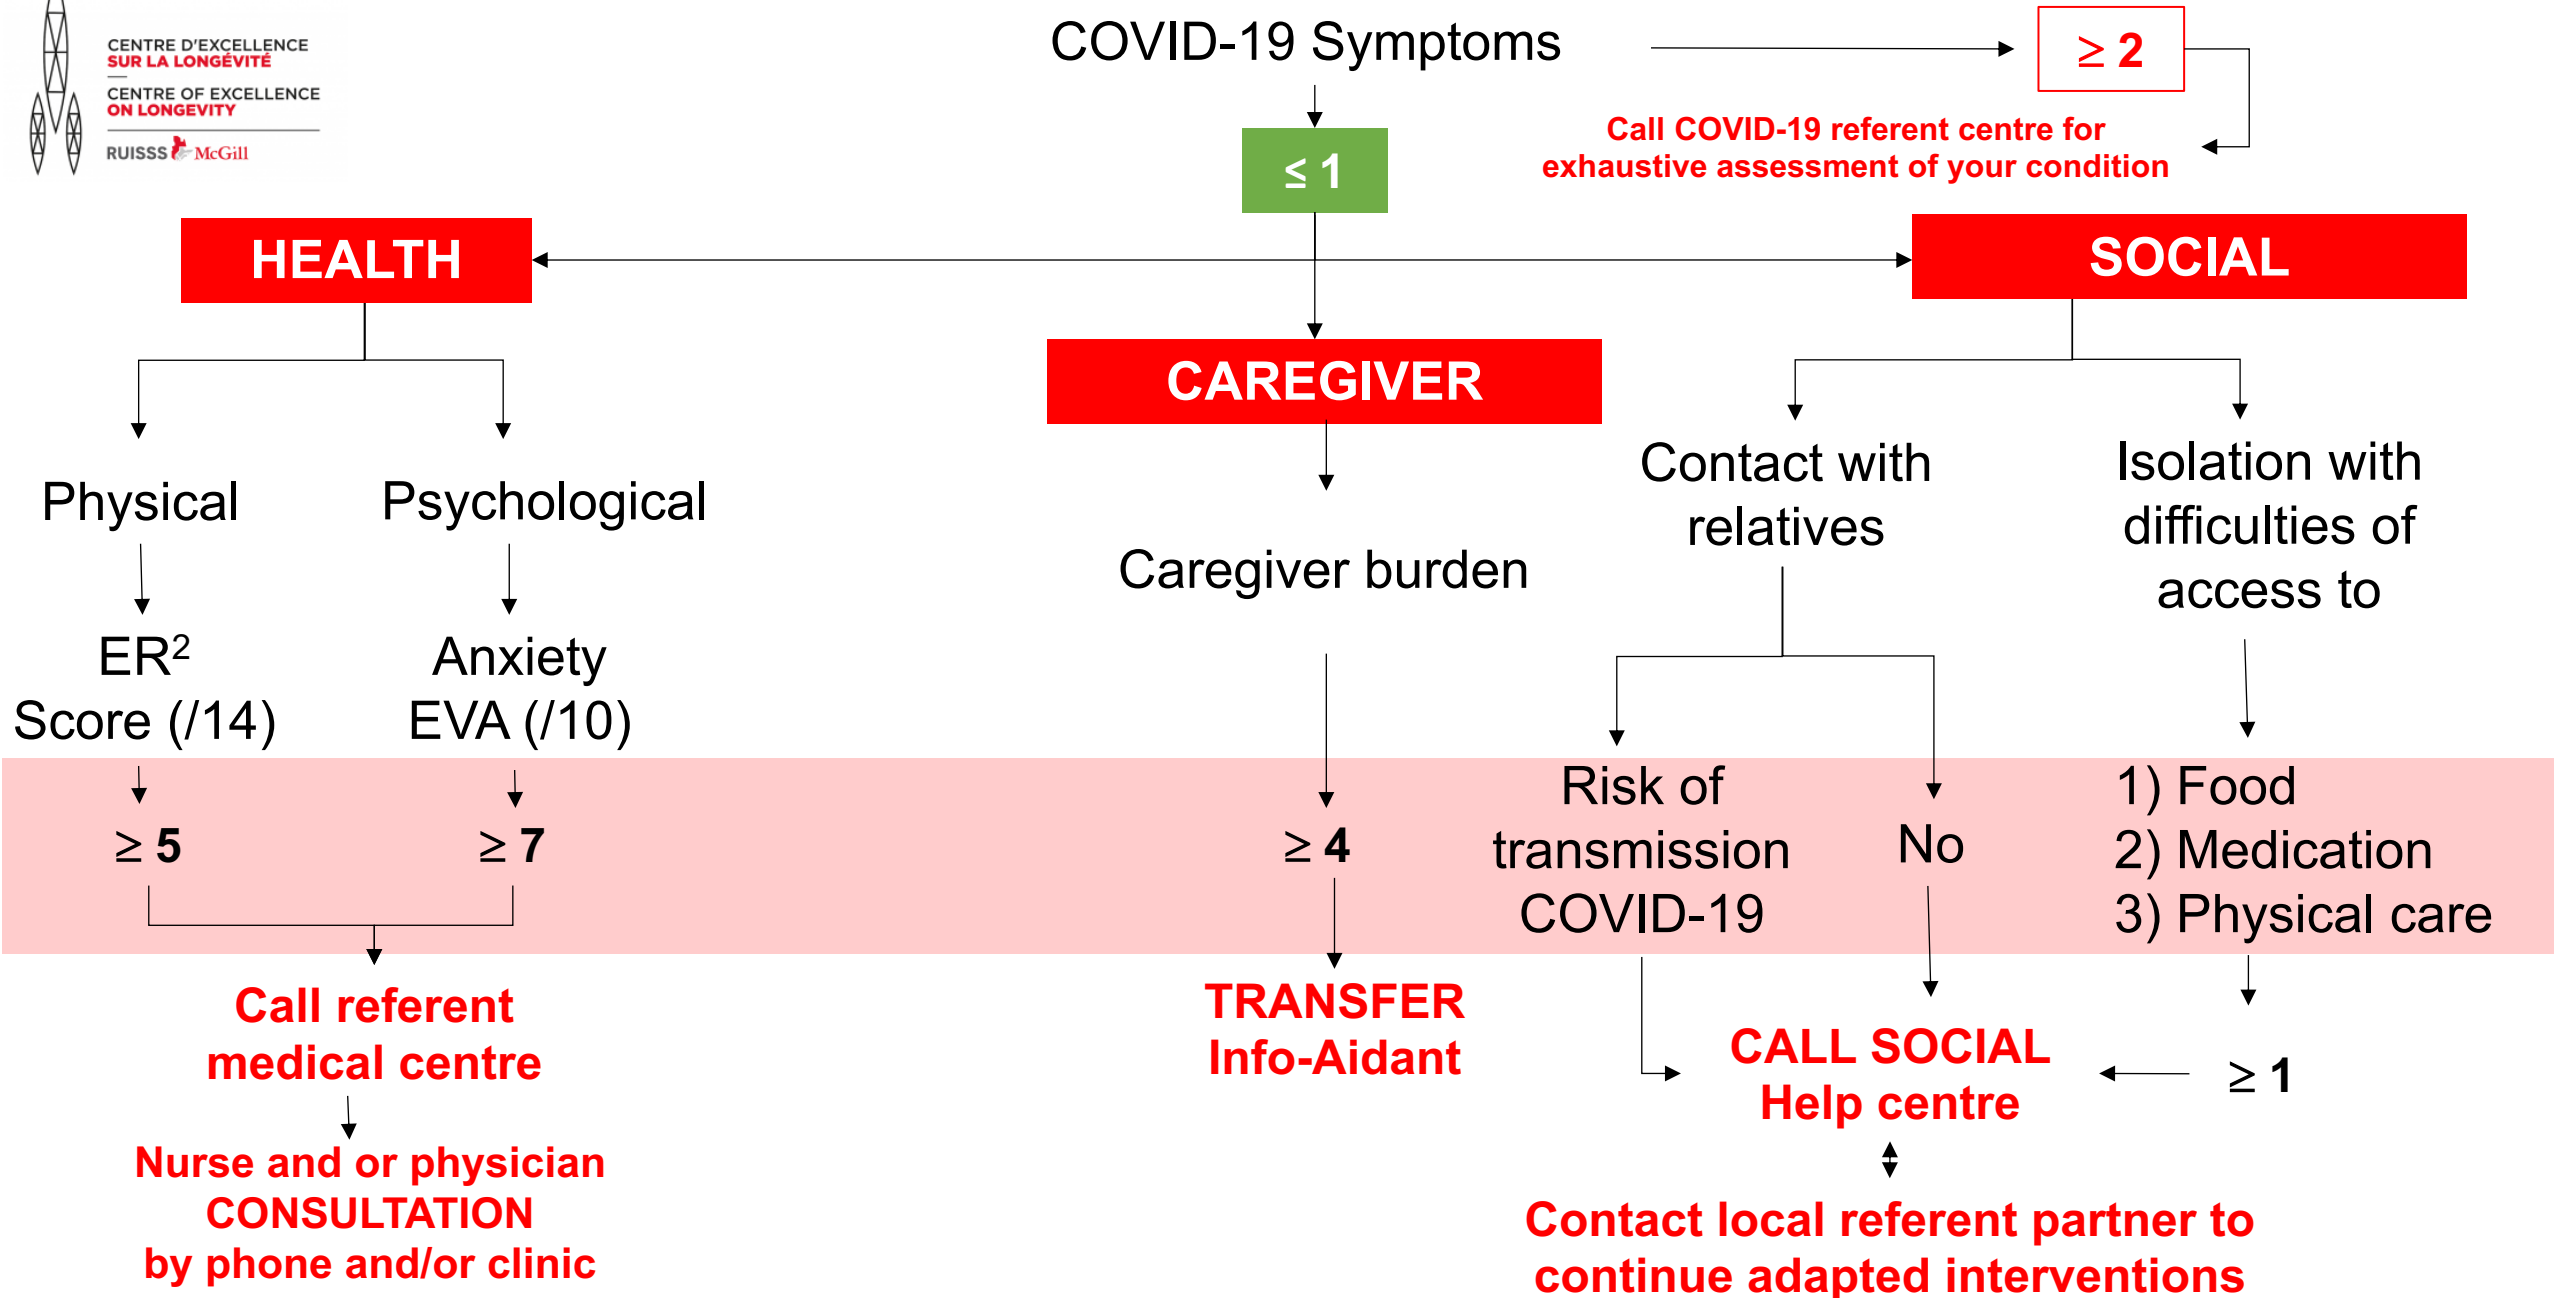 CENTRE D'EXCELLENCE
SUR LA LONGÉVITÉ
CENTRE OF EXCELLENCE
ON LONGEVITY
RUISSS McGill
COVID-19 Symptoms
≥ 2
Call COVID-19 referent centre for
exhaustive assessment of your condition
≤ 1
HEALTH
SOCIAL
CAREGIVER
Physical
Psychological
Caregiver burden
Contact with
relatives
Isolation with
difficulties of
access to
ER²
Score (/14)
Anxiety
EVA (/10)
≥ 5
≥ 7
≥ 4
Risk of
transmission
COVID-19
No
1) Food
2) Medication
3) Physical care
Call referent
medical centre
TRANSFER
Info-Aidant
CALL SOCIAL
Help centre
≥ 1
Nurse and or physician
CONSULTATION
by phone and/or clinic
Contact local referent partner to
continue adapted interventions